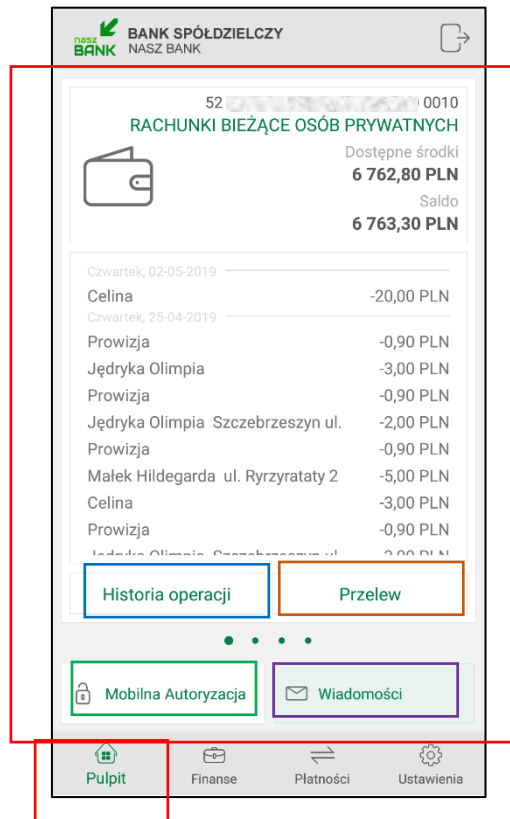 nasz BANK
BANK SPÓŁDZIELCZY
NASZ BANK
52 0010
RACHUNKI BIEŻĄCE OSÓB PRYWATNYCH
Dostępne środki
6 762,80 PLN
Saldo
6 763,30 PLN
Czwartek, 02-05-2019
Celina -20,00 PLN
Czwartek, 25-04-2019
Prowizja -0,90 PLN
Jędryka Olimpia -3,00 PLN
Prowizja -0,90 PLN
Jędryka Olimpia Szczebrzeszyn ul. -2,00 PLN
Prowizja -0,90 PLN
Małek Hildegarda ul. Ryrzyrataty 2 -5,00 PLN
Celina -3,00 PLN
Prowizja -0,90 PLN
Historia operacji Przelew
Mobilna Autoryzacja Wiadomości
Pulpit Finanse Płatności Ustawienia